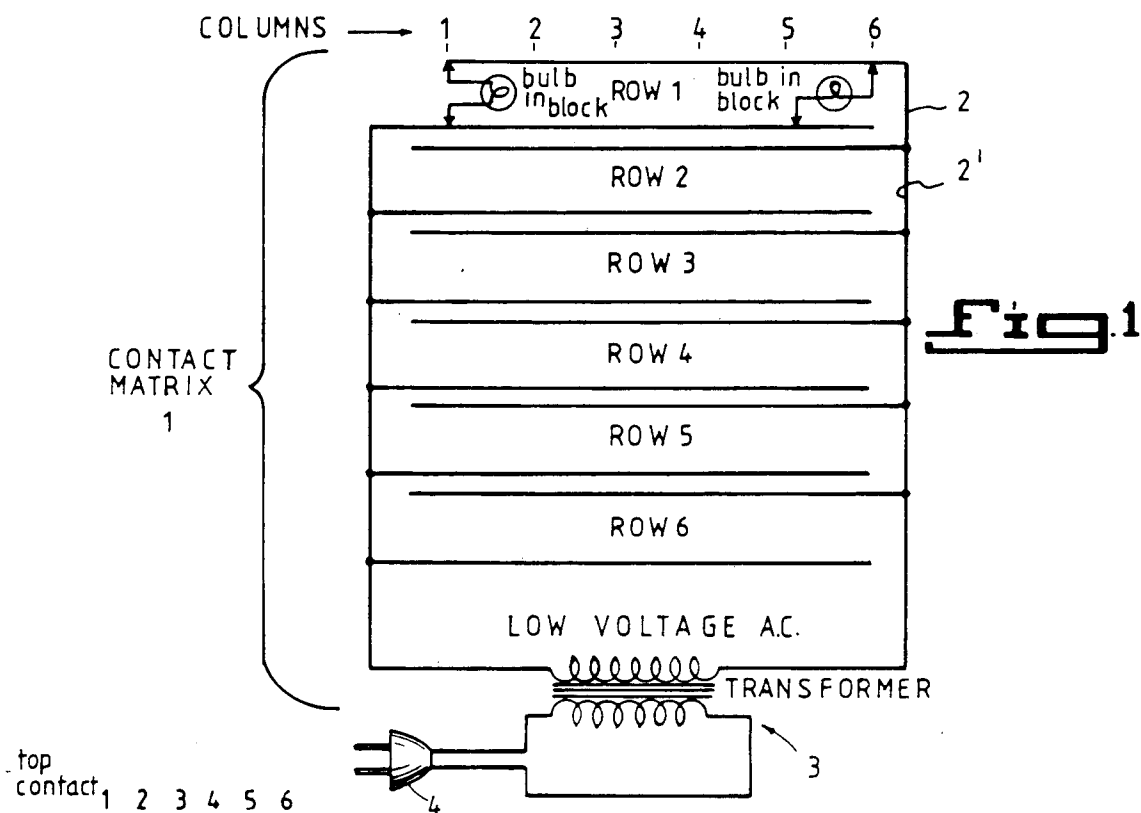 COLUMNS 1 2 3 4 5 6
bulb in block ROW 1 bulb in block
2
ROW 2
2'
ROW 3
Fig. 1
ROW 4
CONTACT
MATRIX
1
ROW 5
ROW 6
LOW VOLTAGE A.C.
TRANSFORMER
3
4
top
contact 1 2 3 4 5 6